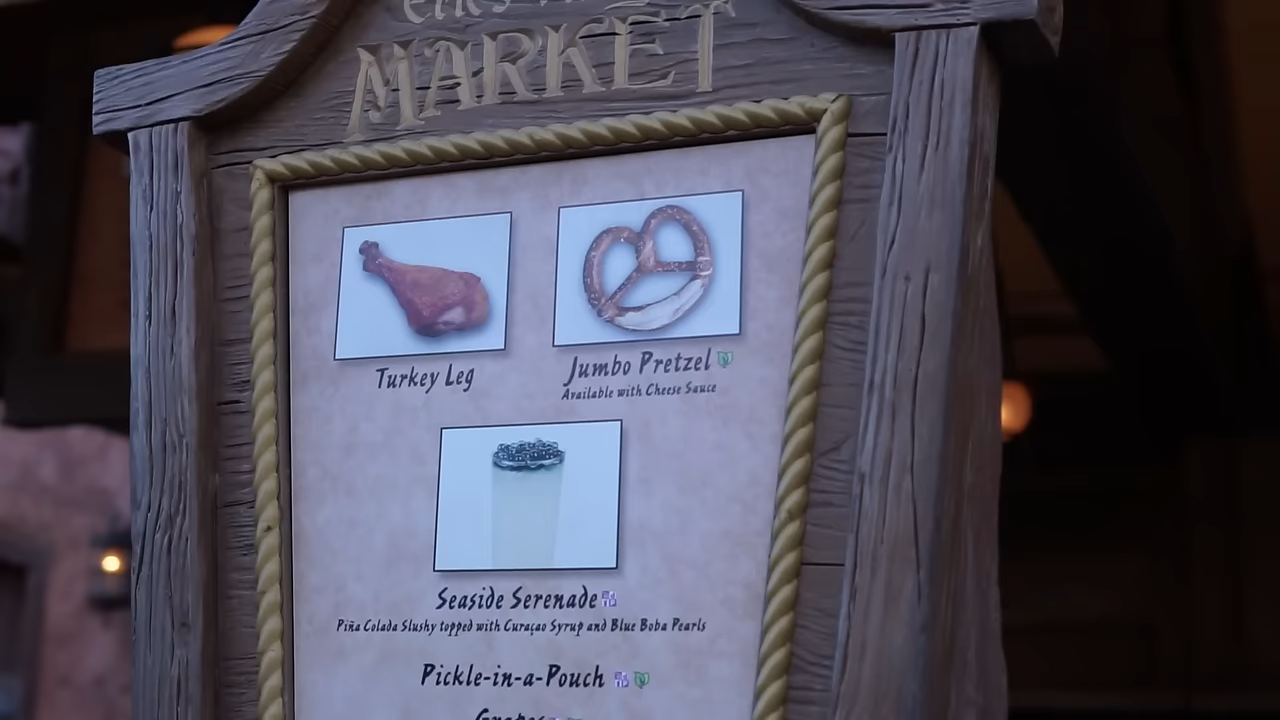 MARKET
Turkey Leg
Jumbo Pretzel
Available with Cheese Sauce
Seaside Serenade
Piña Colada Slushy topped with Curaçao Syrup and Blue Boba Pearls
Pickle-in-a-Pouch
Grapes